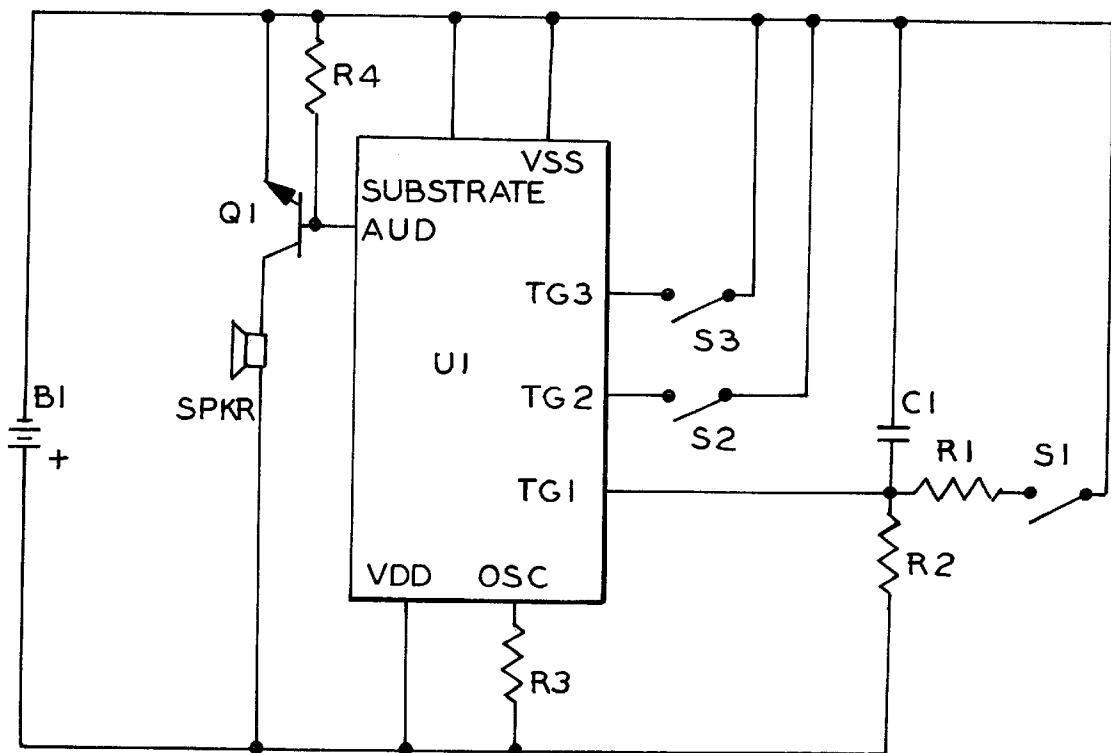 R4
VSS
SUBSTRATE
Q1
AUD
TG3
S3
U1
B1
SPKR
TG2
S2
C1
+
R1
S1
TG1
R2
VDD
OSC
R3